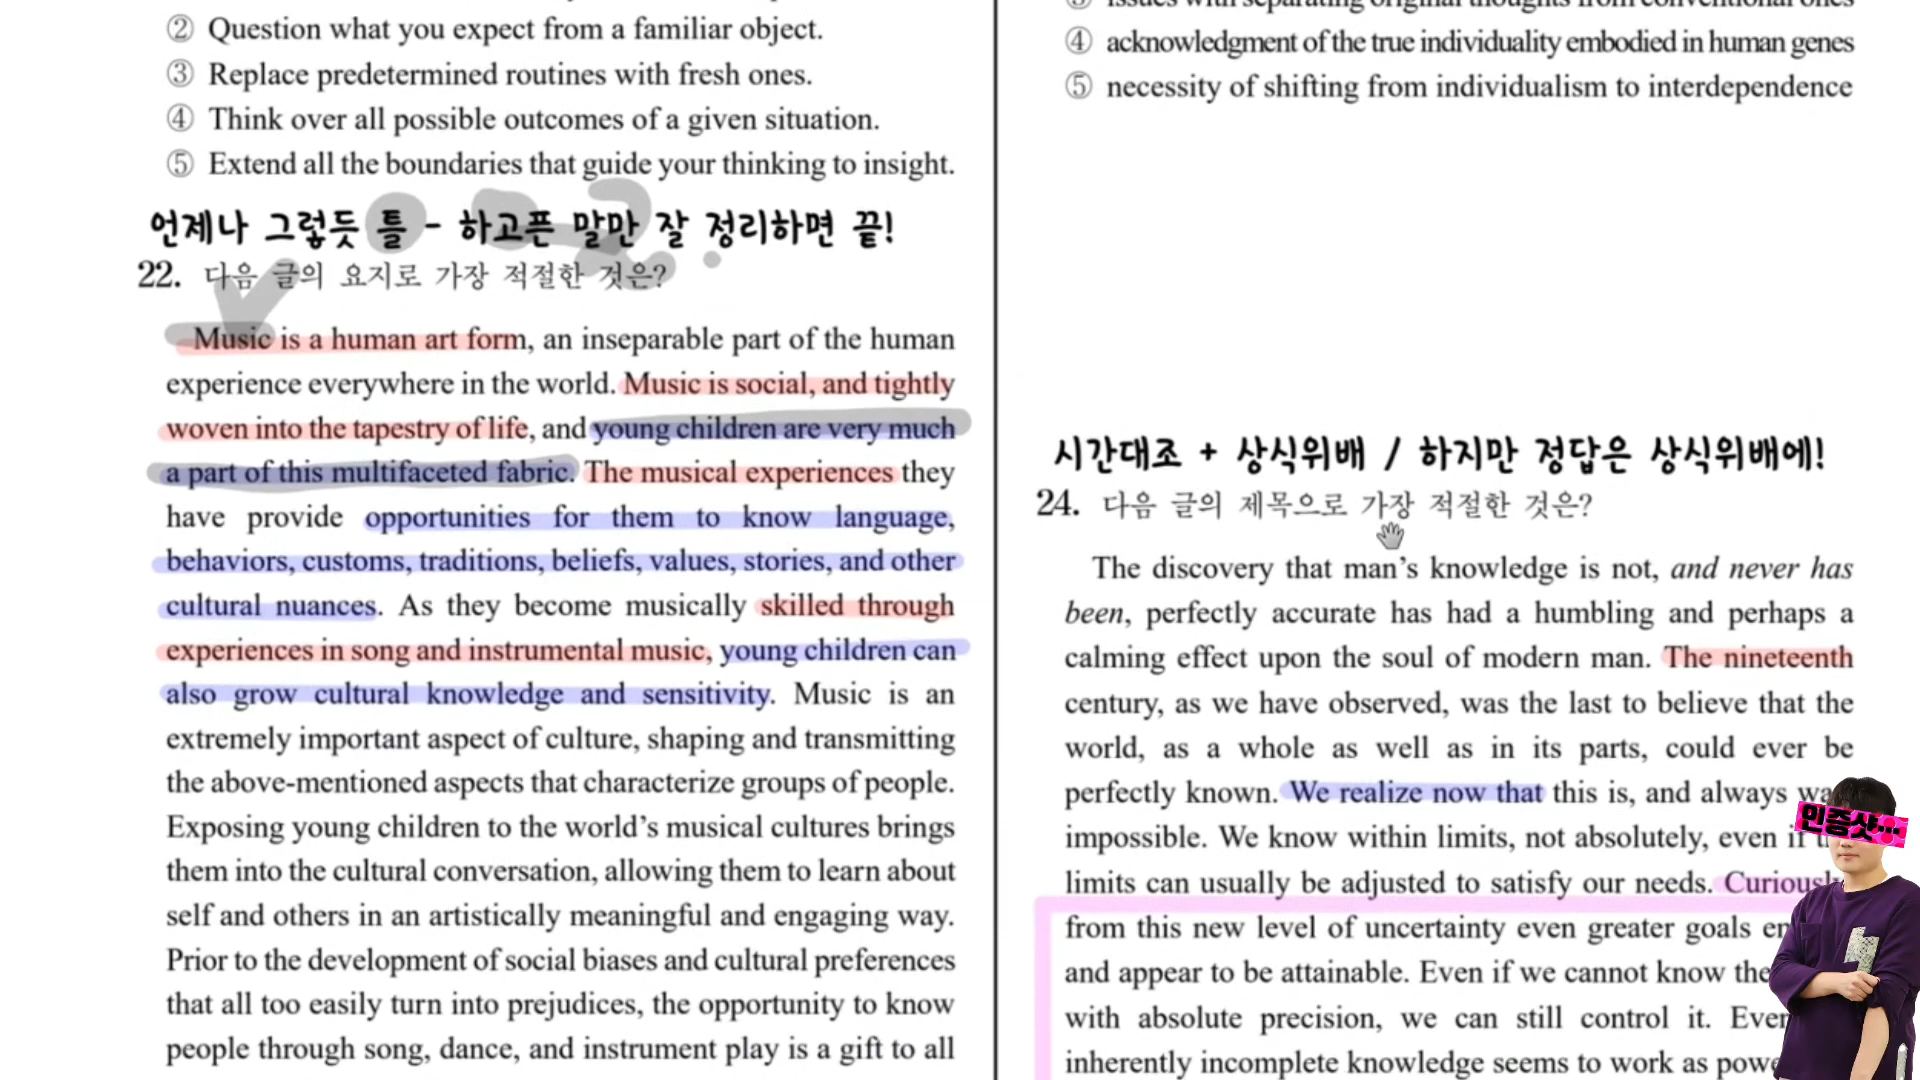 ② Question what you expect from a familiar object.
③ Replace predetermined routines with fresh ones.
④ Think over all possible outcomes of a given situation.
⑤ Extend all the boundaries that guide your thinking to insight.
언제나 그렇듯 틀 - 하고픈 말만 잘 정리하면 끝!
22. 다음 글의 요지로 가장 적절한 것은?
Music is a human art form, an inseparable part of the human
experience everywhere in the world. Music is social, and tightly
woven into the tapestry of life, and young children are very much
a part of this multifaceted fabric. The musical experiences they
have provide opportunities for them to know language,
behaviors, customs, traditions, beliefs, values, stories, and other
cultural nuances. As they become musically skilled through
experiences in song and instrumental music, young children can
also grow cultural knowledge and sensitivity. Music is an
extremely important aspect of culture, shaping and transmitting
the above-mentioned aspects that characterize groups of people.
Exposing young children to the world's musical cultures brings
them into the cultural conversation, allowing them to learn about
self and others in an artistically meaningful and engaging way.
Prior to the development of social biases and cultural preferences
that all too easily turn into prejudices, the opportunity to know
people through song, dance, and instrument play is a gift to all
③ issues with separating original thoughts from conventional ones
④ acknowledgment of the true individuality embodied in human genes
⑤ necessity of shifting from individualism to interdependence
시간대조 + 상식위배 / 하지만 정답은 상식위배에!
24. 다음 글의 제목으로 가장 적절한 것은?
The discovery that man's knowledge is not, and never has
been, perfectly accurate has had a humbling and perhaps a
calming effect upon the soul of modern man. The nineteenth
century, as we have observed, was the last to believe that the
world, as a whole as well as in its parts, could ever be
perfectly known. We realize now that this is, and always
impossible. We know within limits, not absolutely, even if
limits can usually be adjusted to satisfy our needs.
from this new level of uncertainty even greater goals
and appear to be attainable. Even if we cannot know
with absolute precision, we can still control it.
inherently incomplete knowledge seems to work as
인증샷...